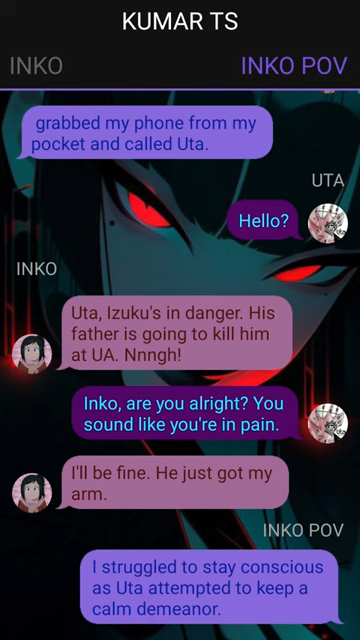 KUMAR TS
INKO
INKO POV
grabbed my phone from my
pocket and called Uta.
UTA
Hello?
INKO
Uta, Izuku's in danger. His
father is going to kill him
at UA. Nnngh!
Inko, are you alright? You
sound like you're in pain.
I'll be fine. He just got my
arm.
INKO POV
I struggled to stay conscious
as Uta attempted to keep a
calm demeanor.